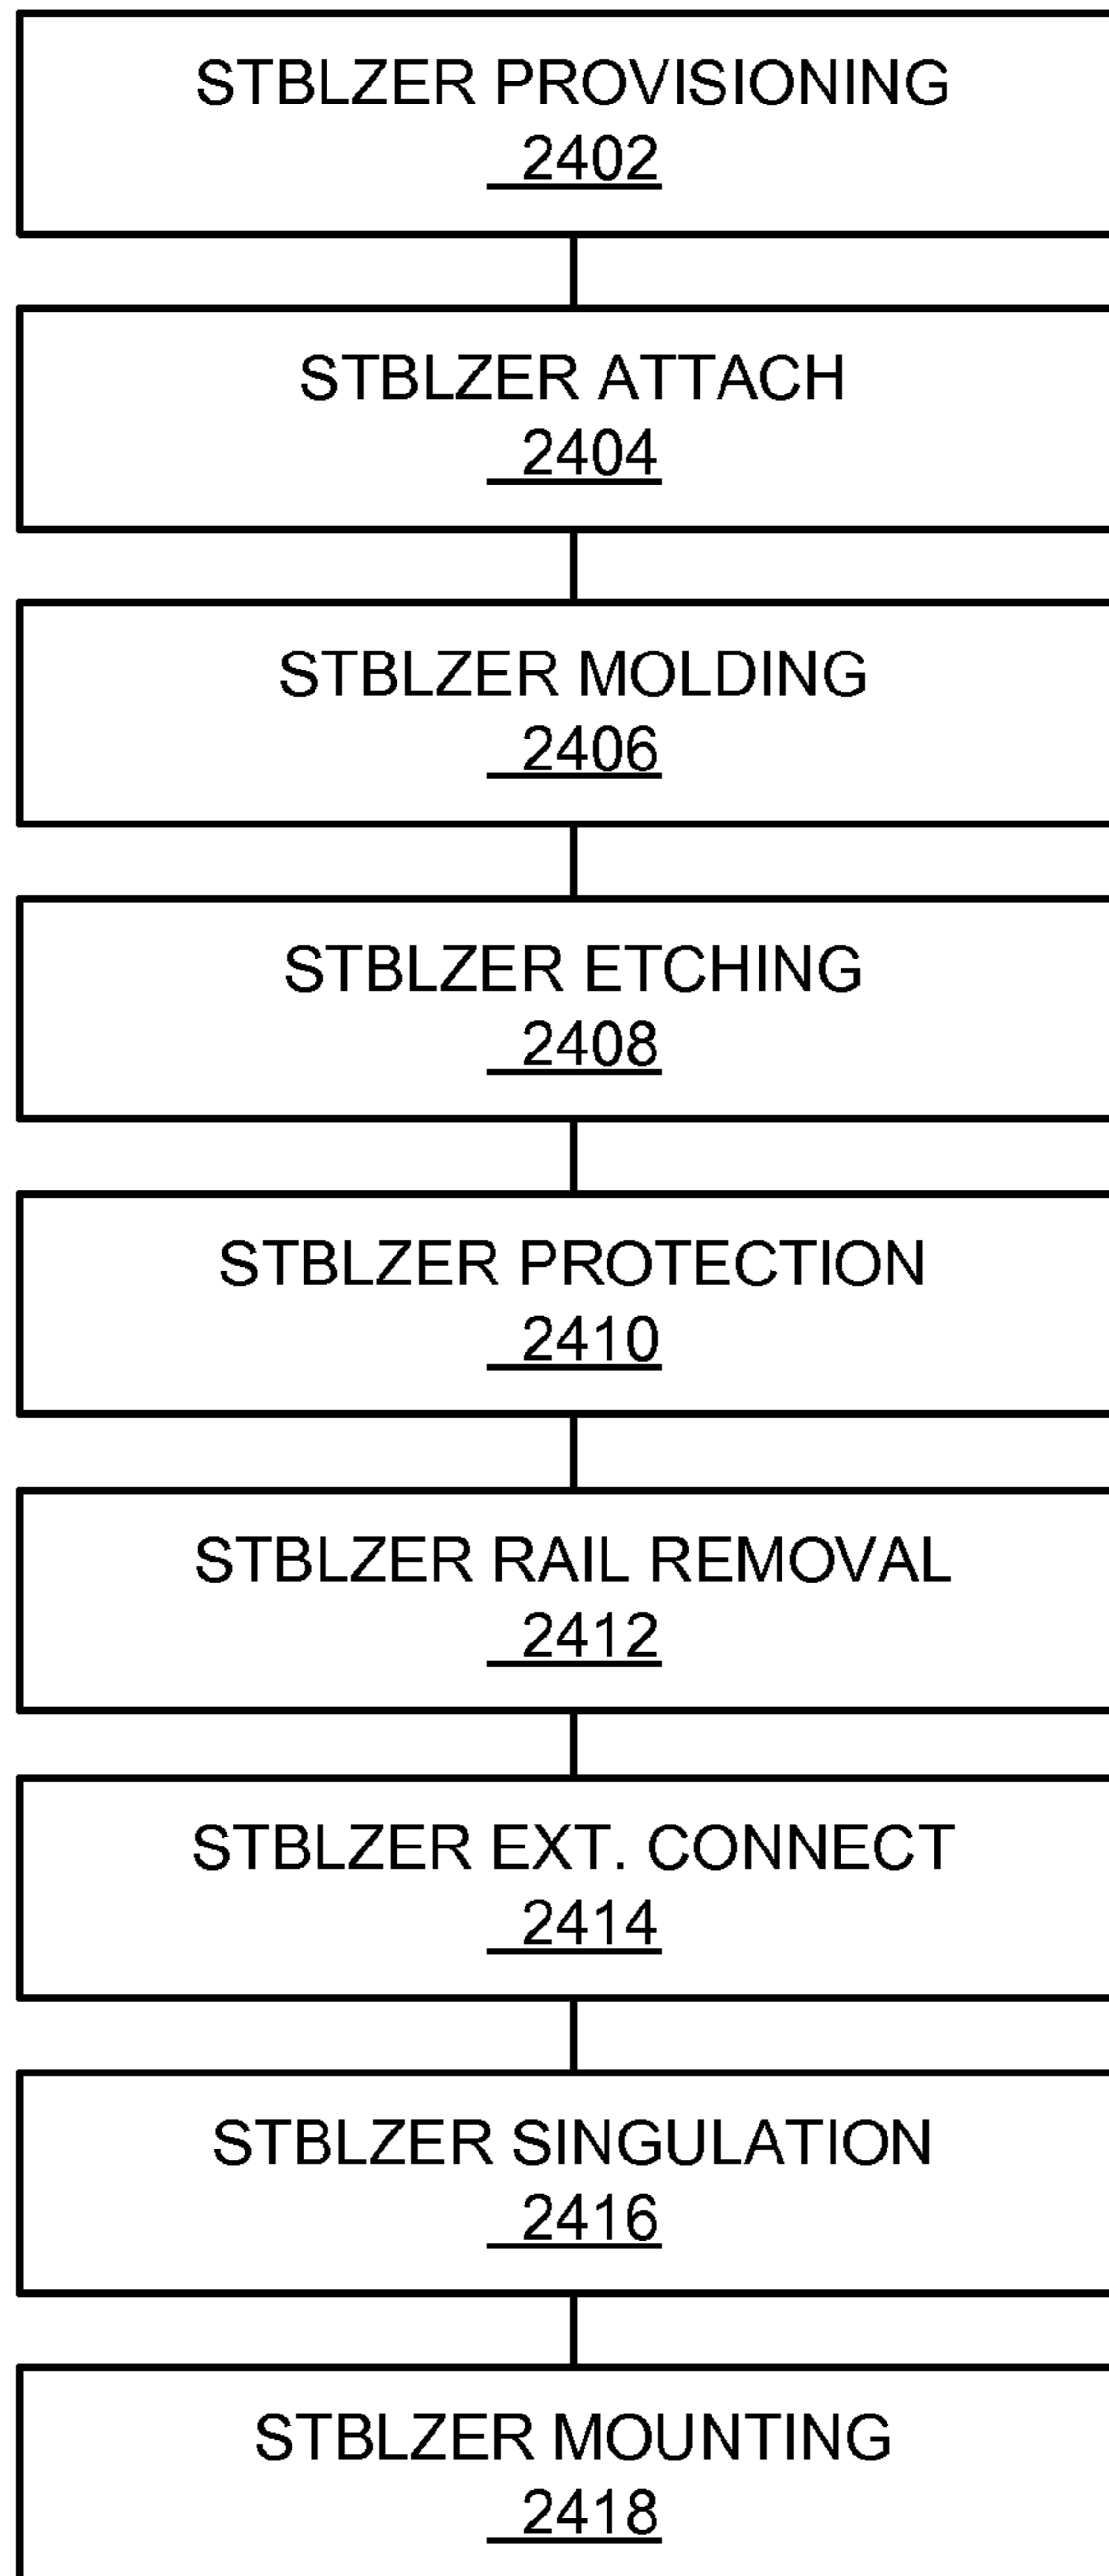 STBLZER PROVISIONING
2402
STBLZER ATTACH
2404
STBLZER MOLDING
2406
STBLZER ETCHING
2408
STBLZER PROTECTION
2410
STBLZER RAIL REMOVAL
2412
STBLZER EXT. CONNECT
2414
STBLZER SINGULATION
2416
STBLZER MOUNTING
2418